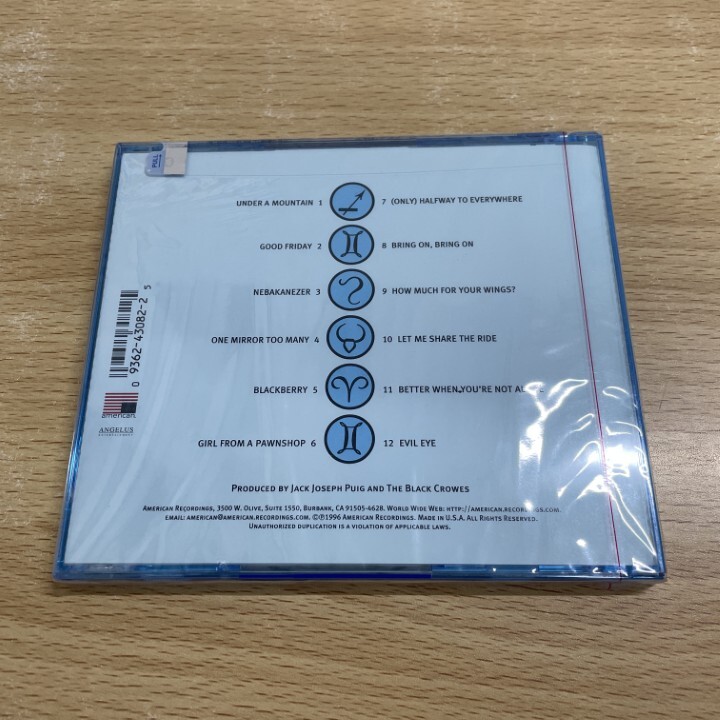 PULL
UNDER A MOUNTAIN 1
GOOD FRIDAY 2
NEBAKANEZER 3
ONE MIRROR TOO MANY 4
BLACKBERRY 5
GIRL FROM A PAWNSHOP 6
7 (ONLY) HALFWAY TO EVERYWHERE
8 BRING ON, BRING ON
9 HOW MUCH FOR YOUR WINGS?
10 LET ME SHARE THE RIDE
11 BETTER WHEN YOU'RE NOT
12 EVIL EYE
0 9362-43082-2 5
american
ANGELUS
ENTERTAINMENT
PRODUCED BY JACK JOSEPH PUIG AND THE BLACK CROWES
AMERICAN RECORDINGS, 3500 W. OLIVE, SUITE 1550, BURBANK, CA 91505-4628. WORLD WIDE WEB: HTTP://AMERICAN.RECORDINGS.COM.
EMAIL: AMERICAN@AMERICAN.RECORDINGS.COM. ©℗1996 AMERICAN RECORDINGS. MADE IN U.S.A. ALL RIGHTS RESERVED.
UNAUTHORIZED DUPLICATION IS A VIOLATION OF APPLICABLE LAWS.